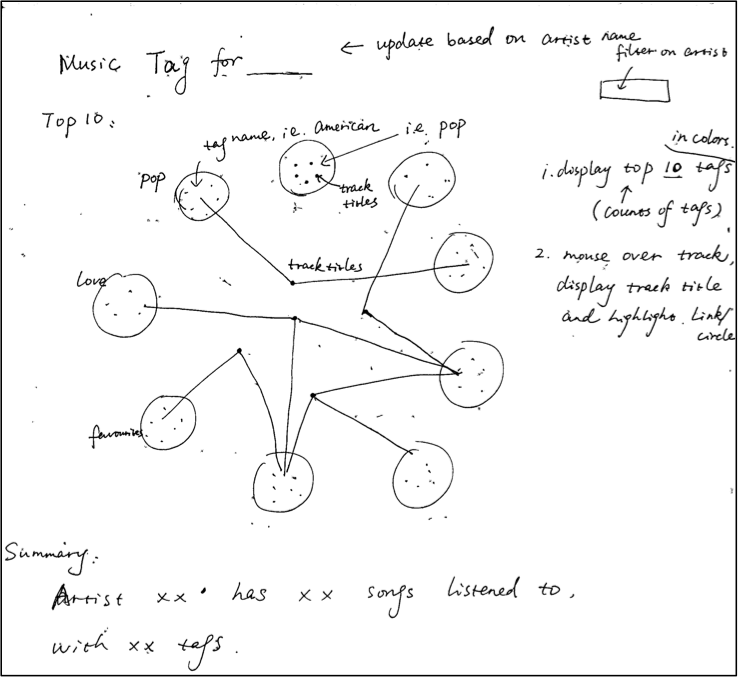 Music Tag for ____
← update based on artist name
filter on artist
Top 10:
tag name, i.e. american
i.e. pop
in colors.
pop
track
titles
1. display top 10 tags
(counts of tags)
track titles
2. mouse over track,
display track title
and highlight link/
circle
Love
favourites
Summary:
Artist xx has xx songs listened to,
with xx tags.